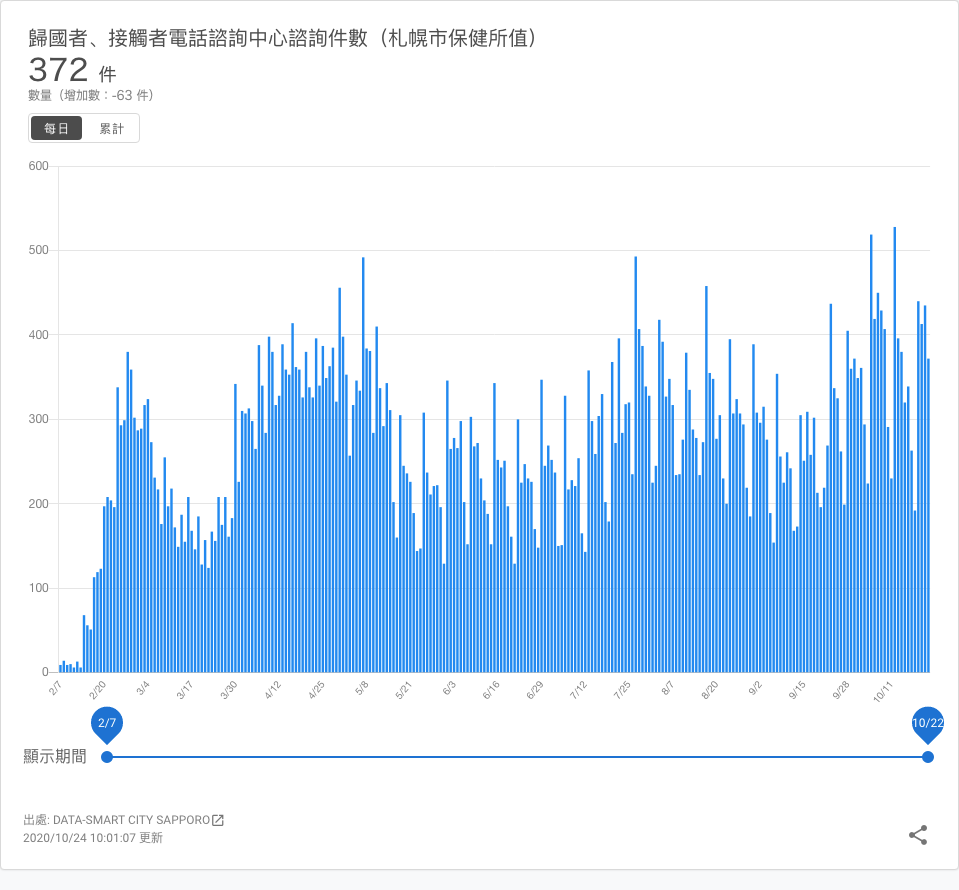 歸國者、接觸者電話諮詢中心諮詢件數（札幌市保健所值）
372 件
數量（增加數：-63 件）
每日 累計
600
500
400
300
200
100
0
2/7 2/20 3/4 3/17 3/30 4/12 4/25 5/8 5/21 6/3 6/16 6/29 7/12 7/25 8/7 8/20 9/2 9/15 9/28 10/11
2/7 10/22
顯示期間
出處: DATA-SMART CITY SAPPORO
2020/10/24 10:01:07 更新